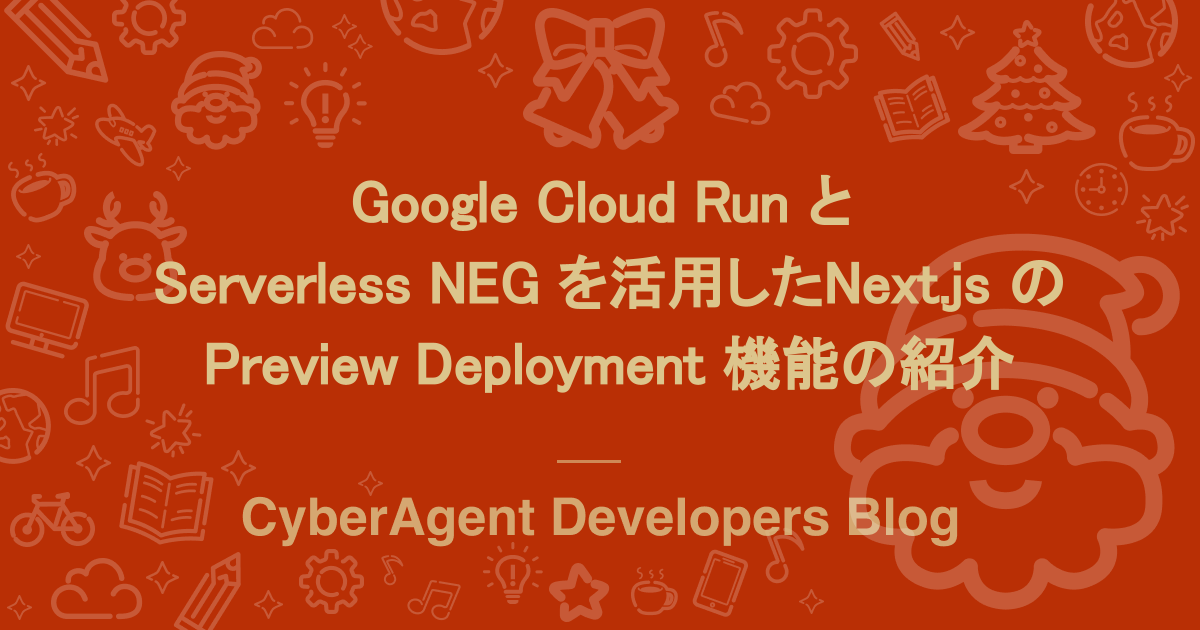 Google Cloud Run と
Serverless NEG を活用したNext.js の
Preview Deployment 機能の紹介
CyberAgent Developers Blog